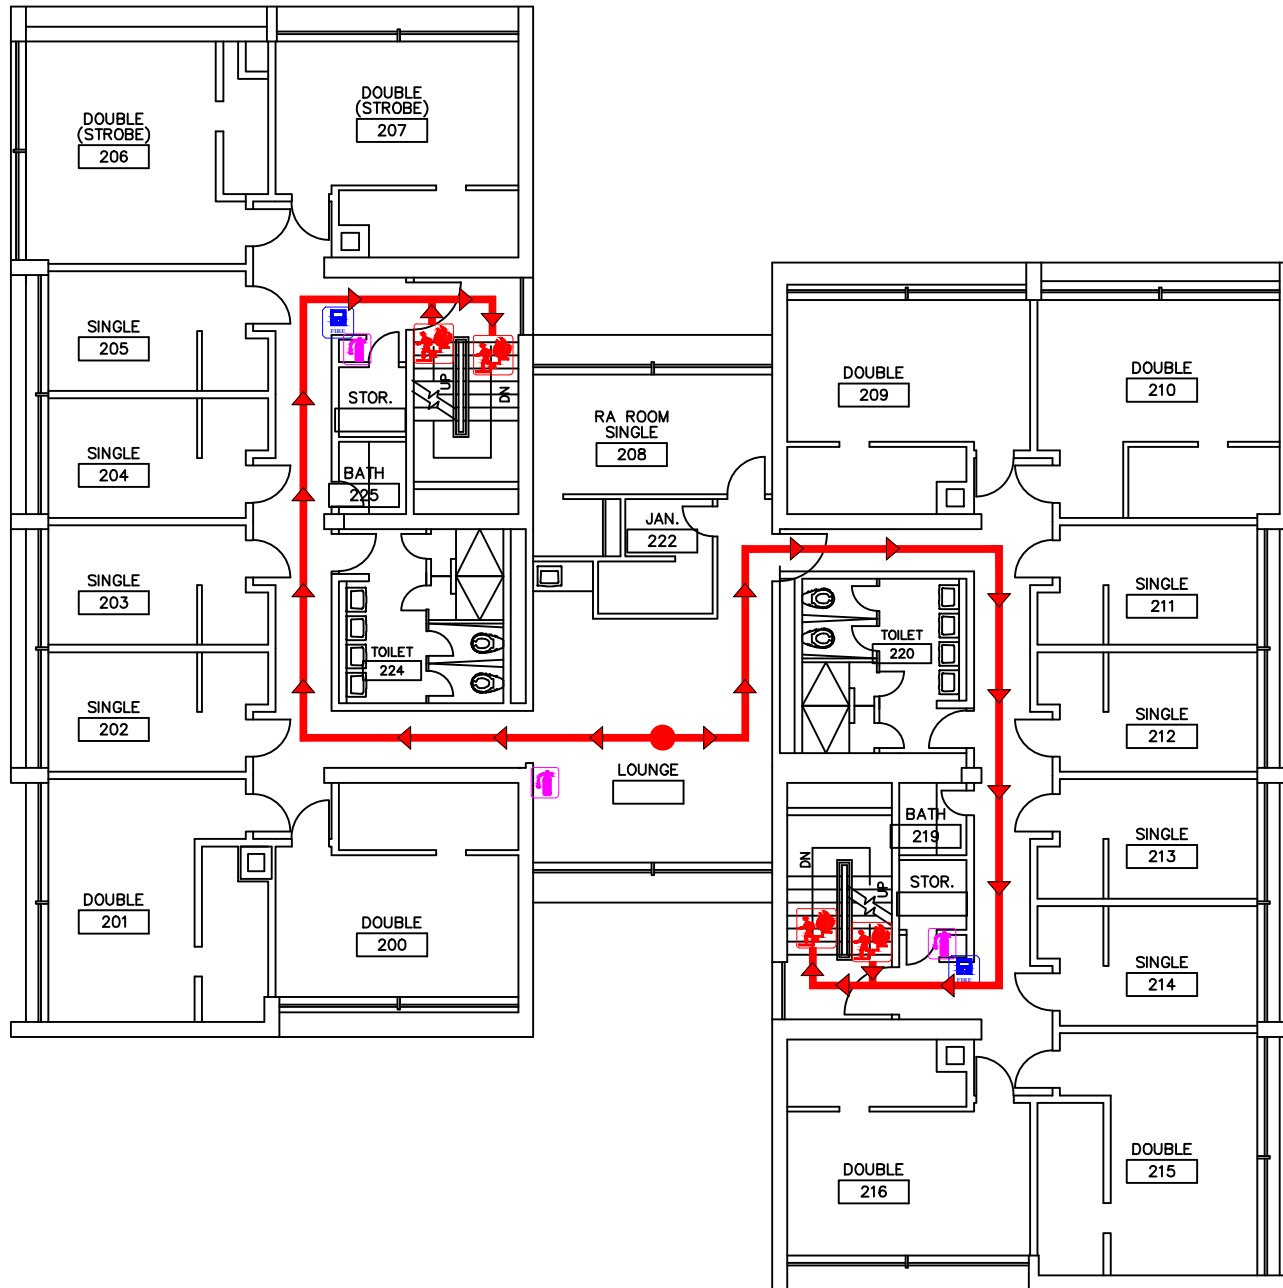 DOUBLE
(STROBE)
206
DOUBLE
(STROBE)
207
SINGLE
205
FIRE
STOR.
UP
DN
SINGLE
204
BATH
225
RA ROOM
SINGLE
208
DOUBLE
209
DOUBLE
210
JAN.
222
SINGLE
203
SINGLE
211
TOILET
224
TOILET
220
SINGLE
202
SINGLE
212
LOUNGE
BATH
219
SINGLE
213
DN
UP
STOR.
DOUBLE
201
DOUBLE
200
FIRE
SINGLE
214
DOUBLE
216
DOUBLE
215